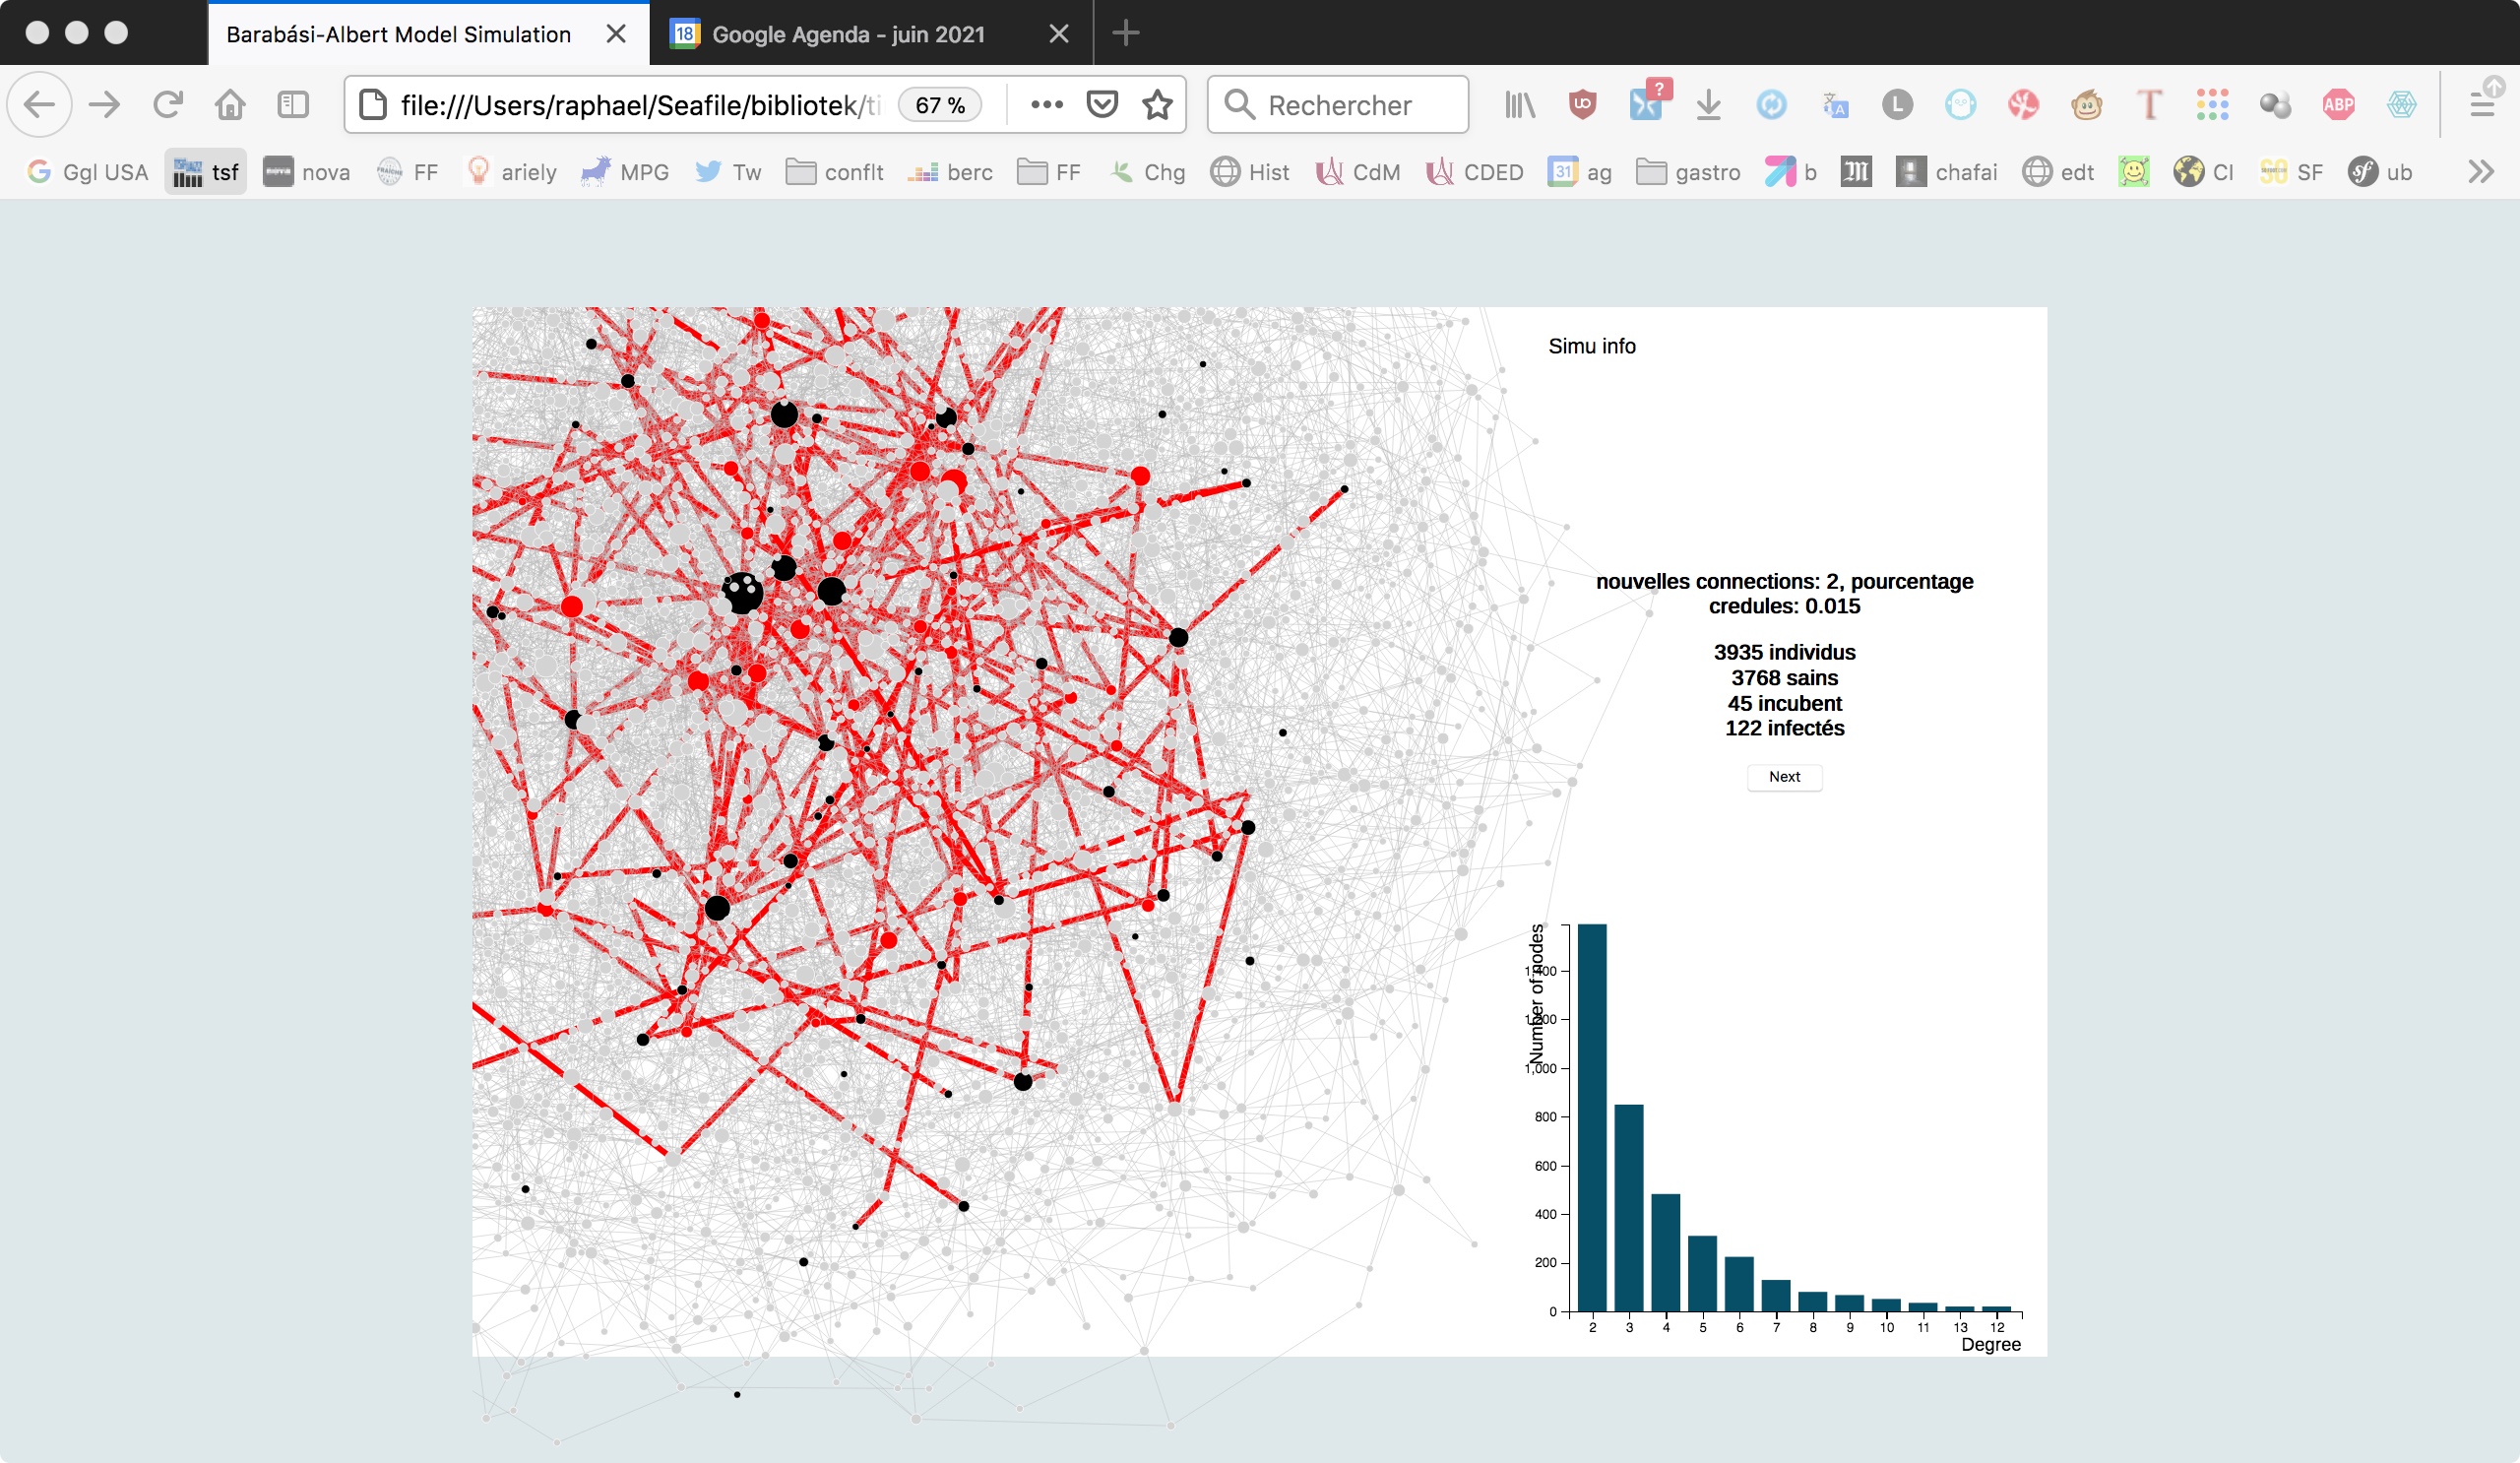 Barabási-Albert Model Simulation
18
Google Agenda – juin 2021
file:///Users/raphael/Seafile/bibliotek/ti
67 %
Rechercher
?
L
T
ABP
Ggl USA
tsf
nova
FF
ariely
MPG
Tw
conflt
berc
FF
Chg
Hist
CdM
CDED
31
ag
gastro
b
chafai
edt
CI
SF
ub
Simu info
nouvelles connections: 2, pourcentage
credules: 0.015
3935 individus
3768 sains
45 incubent
122 infectés
Next
Number of nodes
1,400
1,200
1,000
800
600
400
200
0
2 3 4 5 6 7 8 9 10 11 13 12
Degree